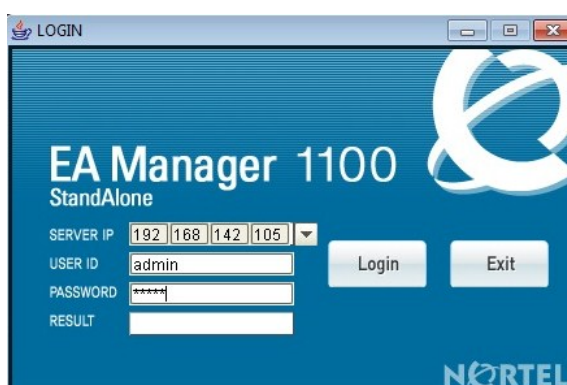 LOGIN
EA Manager 1100
StandAlone
SERVER IP 192 168 142 105
USER ID admin
PASSWORD *****
RESULT
Login Exit
NORTEL